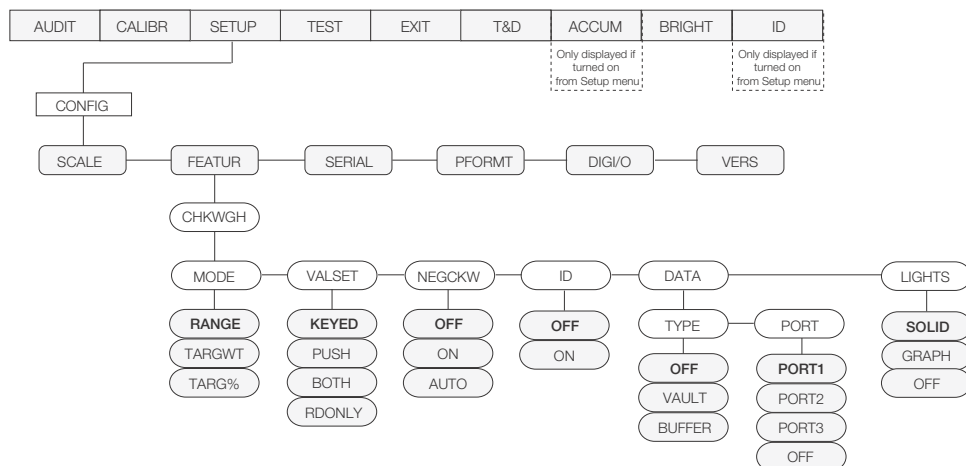 AUDIT CALIBR SETUP TEST EXIT T&D ACCUM BRIGHT ID
Only displayed if
turned on
from Setup menu
Only displayed if
turned on
from Setup menu
CONFIG
SCALE FEATUR SERIAL PFORMT DIGI/O VERS
CHKWGH
MODE VALSET NEGCKW ID DATA LIGHTS
RANGE KEYED OFF OFF TYPE PORT SOLID
TARGWT PUSH ON ON OFF PORT1 GRAPH
TARG% BOTH AUTO VAULT PORT2 OFF
RDONLY BUFFER PORT3
OFF